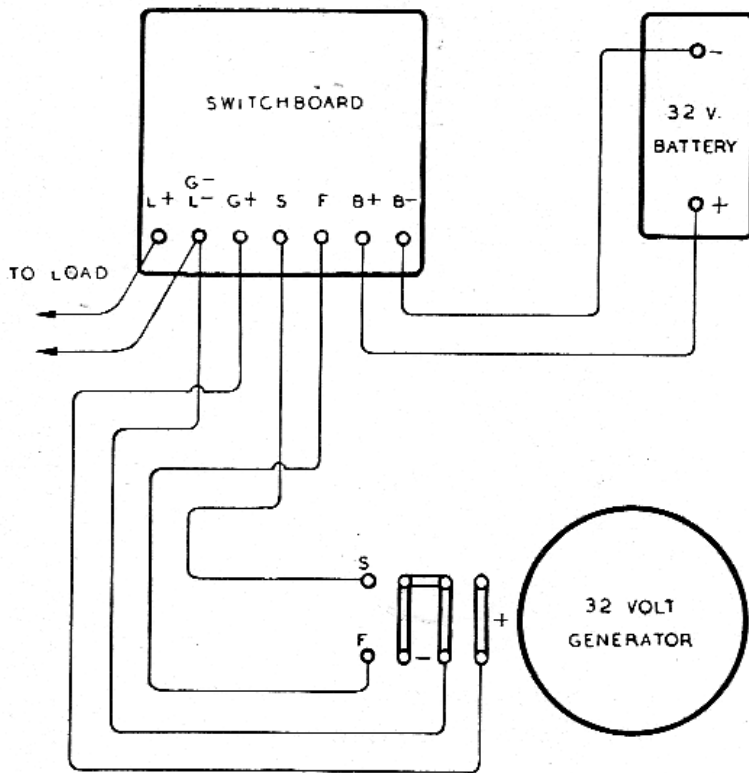 SWITCHBOARD
G-
L+ L- G+ S F B+ B-
TO LOAD
-
32 V.
BATTERY
+
S
F
-
+
32 VOLT
GENERATOR